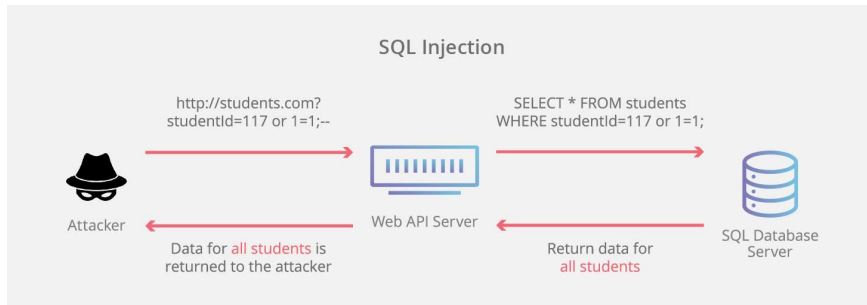 SQL Injection
http://students.com?
studentId=117 or 1=1;--
SELECT * FROM students
WHERE studentId=117 or 1=1;
Attacker
Web API Server
SQL Database
Server
Data for all students is
returned to the attacker
Return data for
all students